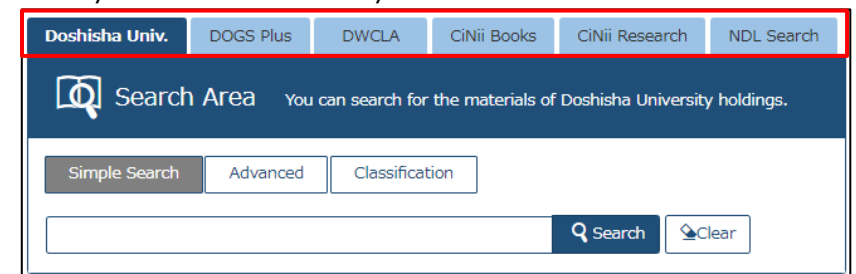 Doshisha Univ. DOGS Plus DWCLA CiNii Books CiNii Research NDL Search
Search Area You can search for the materials of Doshisha University holdings.
Simple Search Advanced Classification
Search Clear